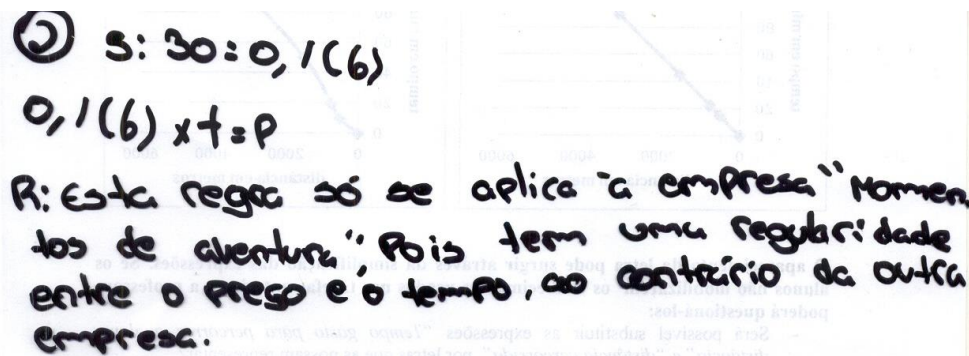 ② 5: 30=0,1(6)
0,1(6) x t = P
R: Esta regra só se aplica à empresa "Momen
tos de aventura", pois tem uma regularidade
entre o preço e o tempo, ao contrário da outra
empresa.